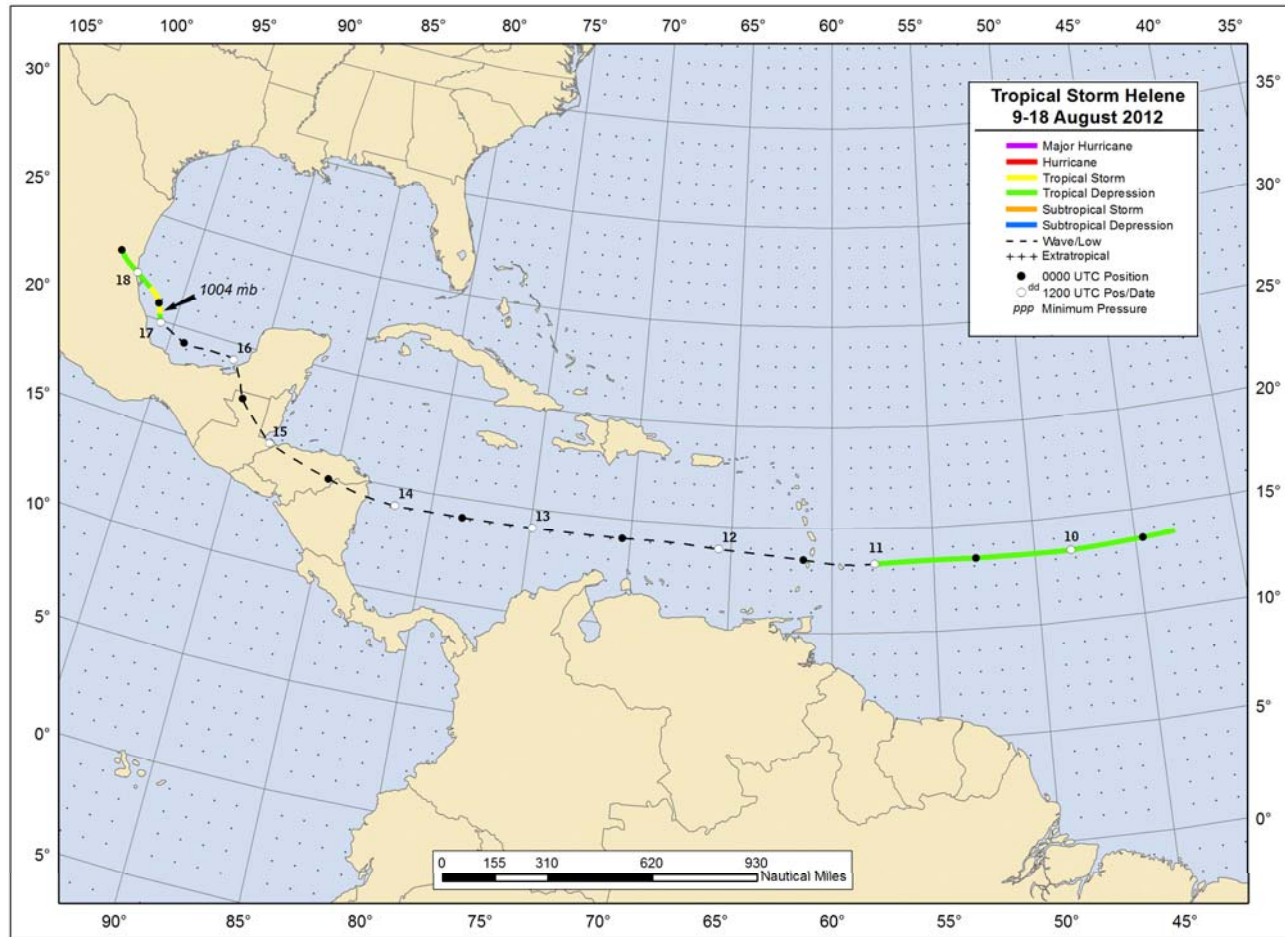 105° 100° 95° 90° 85° 80° 75° 70° 65° 60° 55° 50° 45° 40° 35°
30°
25°
20°
15°
10°
5°
0°
5°
35°
30°
25°
20°
15°
10°
5°
0°
Tropical Storm Helene
9-18 August 2012
Major Hurricane
Hurricane
Tropical Storm
Tropical Depression
Subtropical Storm
Subtropical Depression
Wave/Low
Extratropical
0000 UTC Position
dd 1200 UTC Pos/Date
ppp Minimum Pressure
1004 mb
18
17
16
15
14
13
12
11
10
0 155 310 620 930
Nautical Miles
90° 85° 80° 75° 70° 65° 60° 55° 50° 45°